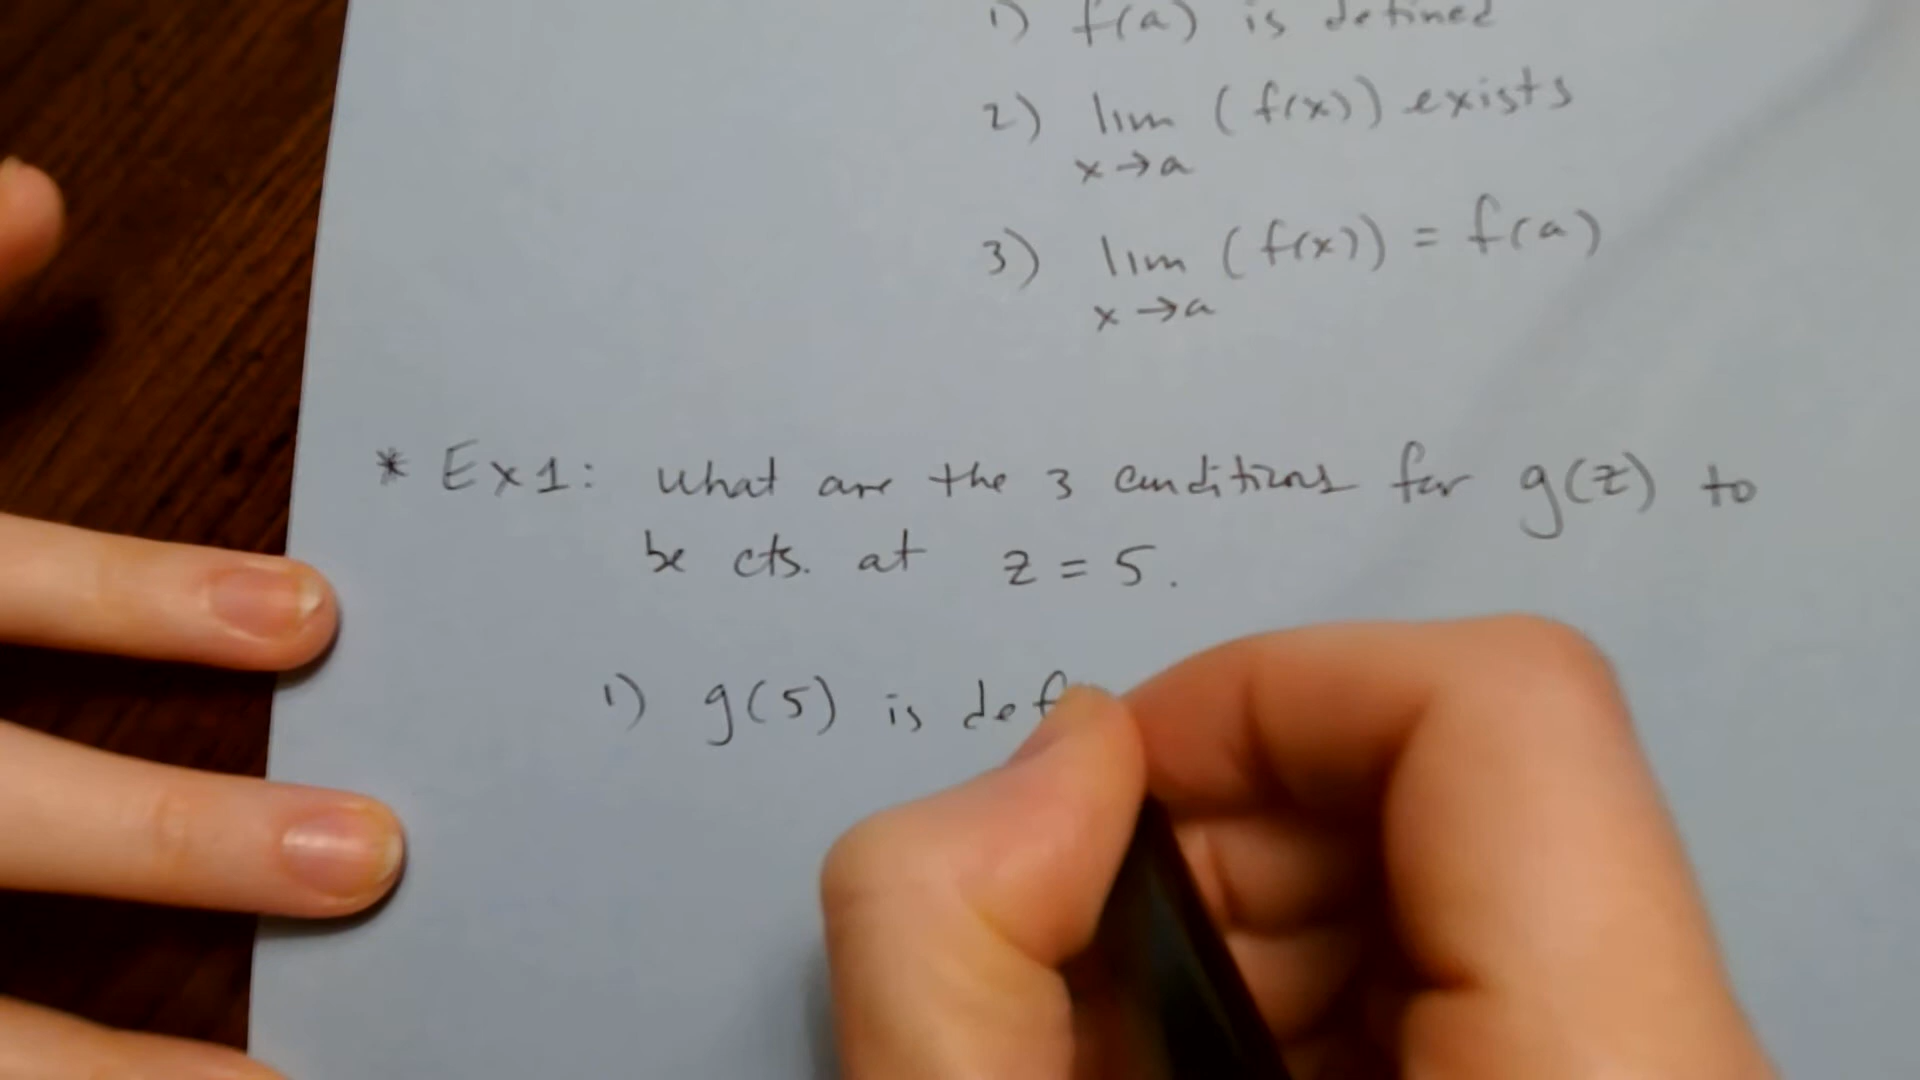 1) f(a) is defined
2) lim (f(x)) exists
x→a
3) lim (f(x)) = f(a)
x→a
* Ex1: What are the 3 conditions for g(z) to
be cts. at z = 5.
1) g(5) is def